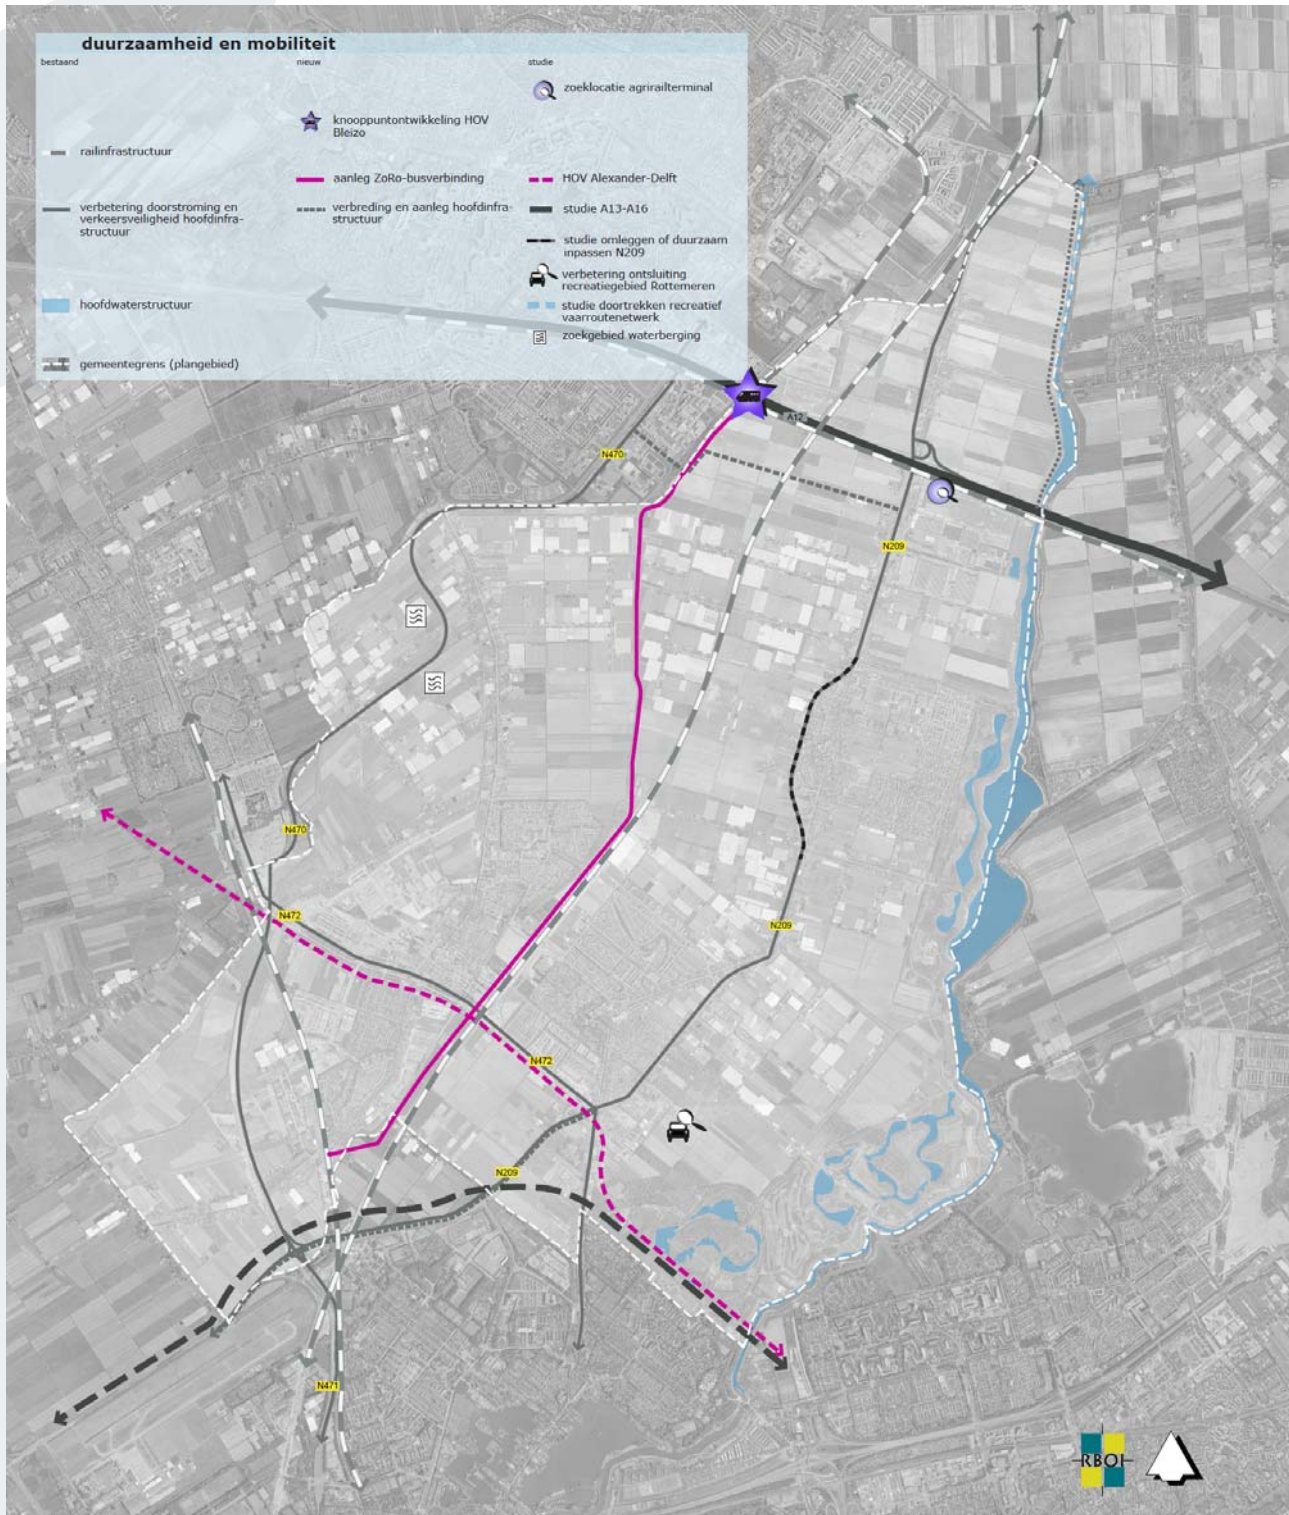 duurzaamheid en mobiliteit
bestaand
nieuw
studie
zoeklocatie agrirailterminal
knooppuntontwikkeling HOV
Bleizo
railinfrastructuur
aanleg ZoRo-busverbinding
HOV Alexander-Delft
verbetering doorstroming en
verkeersveiligheid hoofdinfra-
structuur
verbreding en aanleg hoofdinfra-
structuur
studie A13-A16
studie omleggen of duurzaam
inpassen N209
verbetering ontsluiting
recreatiegebied Rottemeren
hoofdwaterstructuur
studie doortrekken recreatief
vaarroutenetwerk
zoekgebied waterberging
gemeentegrens (plangebied)
A12
N470
N209
N470
N472
N209
N472
N209
N471
RBOI